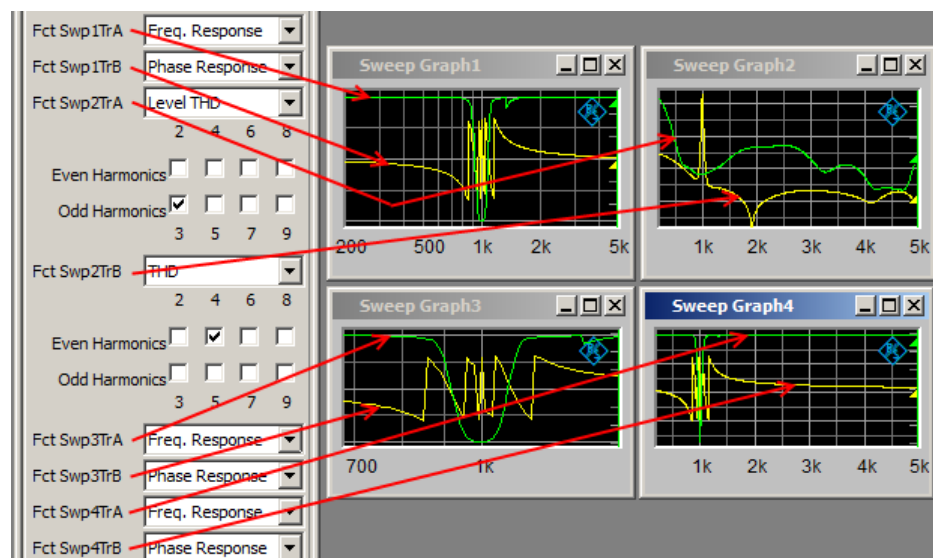 Fct Swp1TrA Freq. Response
Fct Swp1TrB Phase Response
Fct Swp2TrA Level THD
2 4 6 8
Even Harmonics
Odd Harmonics
3 5 7 9
Fct Swp2TrB THD
2 4 6 8
Even Harmonics
Odd Harmonics
3 5 7 9
Fct Swp3TrA Freq. Response
Fct Swp3TrB Phase Response
Fct Swp4TrA Freq. Response
Fct Swp4TrB Phase Response
Sweep Graph1
200 500 1k 2k 5k
Sweep Graph2
1k 2k 3k 4k 5k
Sweep Graph3
700 1k
Sweep Graph4
1k 2k 3k 4k 5k